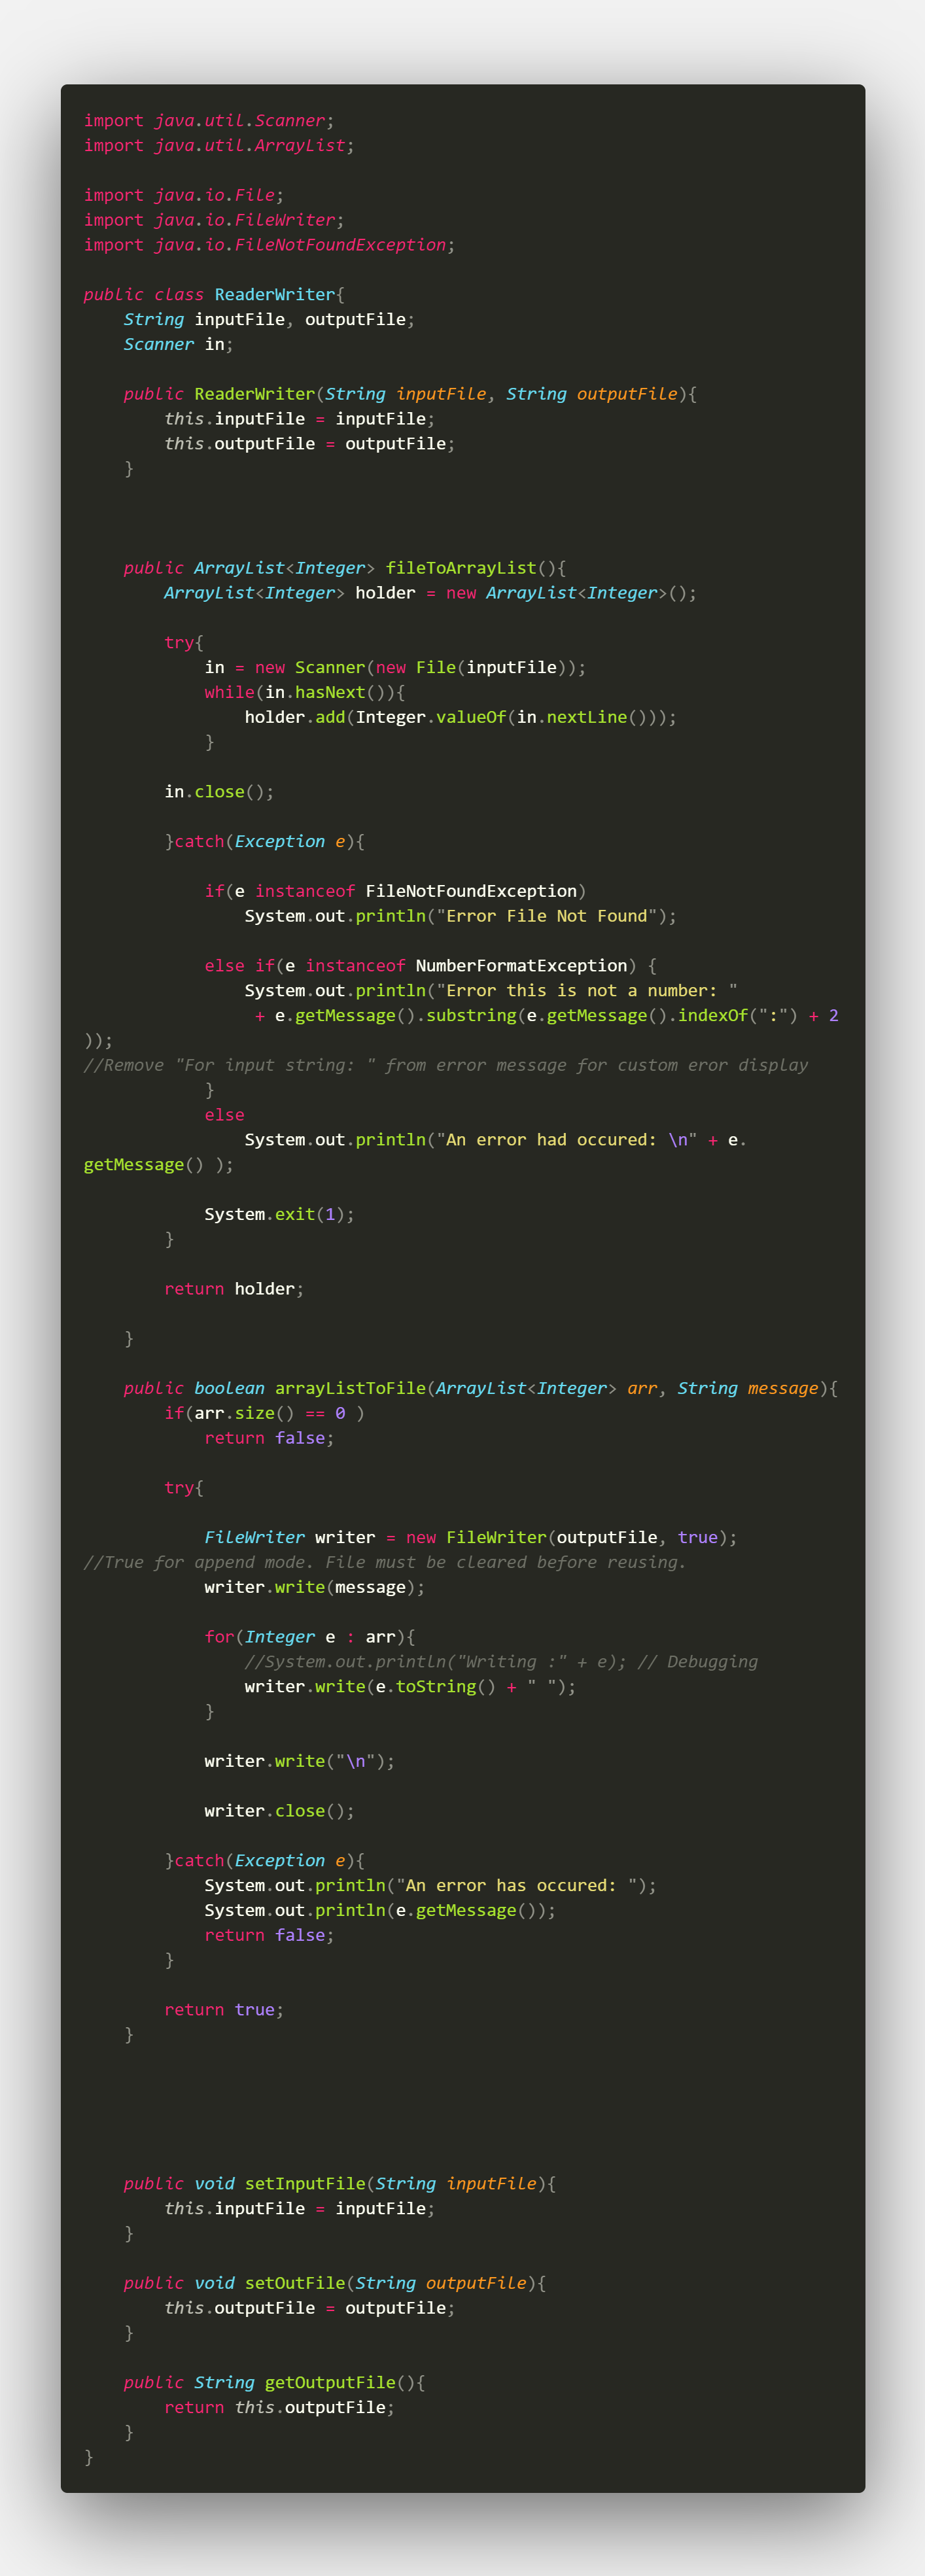 import java.util.Scanner;
import java.util.ArrayList;

import java.io.File;
import java.io.FileWriter;
import java.io.FileNotFoundException;

public class ReaderWriter{
    String inputFile, outputFile;
    Scanner in;

    public ReaderWriter(String inputFile, String outputFile){
        this.inputFile = inputFile;
        this.outputFile = outputFile;
    }

    public ArrayList<Integer> fileToArrayList(){
        ArrayList<Integer> holder = new ArrayList<Integer>();

        try{
            in = new Scanner(new File(inputFile));
            while(in.hasNext()){
                holder.add(Integer.valueOf(in.nextLine()));
            }

        in.close();

        }catch(Exception e){

            if(e instanceof FileNotFoundException)
                System.out.println("Error File Not Found");

            else if(e instanceof NumberFormatException) {
                System.out.println("Error this is not a number: "
                 + e.getMessage().substring(e.getMessage().indexOf(":") + 2
));
//Remove "For input string: " from error message for custom eror display
            }
            else
                System.out.println("An error had occured: \n" + e.
getMessage() );

            System.exit(1);
        }

        return holder;

    }

    public boolean arrayListToFile(ArrayList<Integer> arr, String message){
        if(arr.size() == 0 )
            return false;

        try{

            FileWriter writer = new FileWriter(outputFile, true);
//True for append mode. File must be cleared before reusing.
            writer.write(message);

            for(Integer e : arr){
                //System.out.println("Writing :" + e); // Debugging
                writer.write(e.toString() + " ");
            }

            writer.write("\n");

            writer.close();

        }catch(Exception e){
            System.out.println("An error has occured: ");
            System.out.println(e.getMessage());
            return false;
        }

        return true;
    }

    public void setInputFile(String inputFile){
        this.inputFile = inputFile;
    }

    public void setOutFile(String outputFile){
        this.outputFile = outputFile;
    }

    public String getOutputFile(){
        return this.outputFile;
    }
}